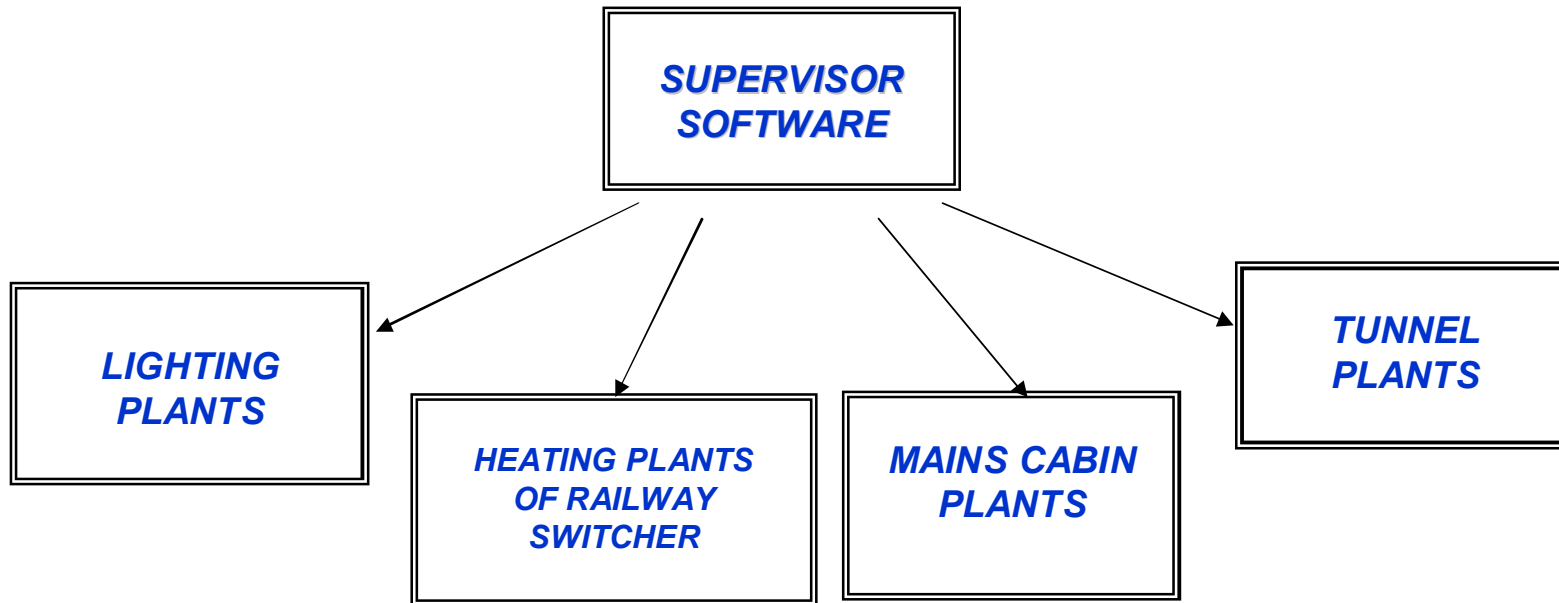 SUPERVISOR
SOFTWARE
LIGHTING
PLANTS
HEATING PLANTS
OF RAILWAY
SWITCHER
MAINS CABIN
PLANTS
TUNNEL
PLANTS